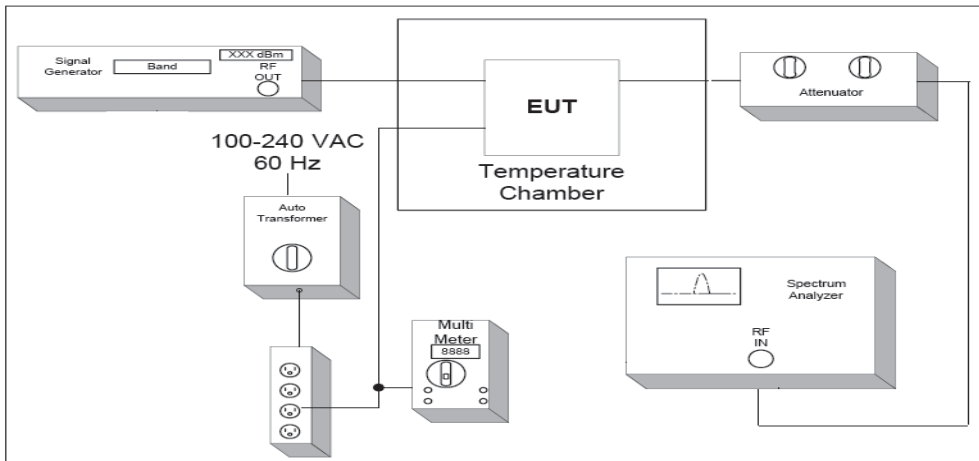 Signal
Generator
Band
XXX dBm
RF
OUT
EUT
Temperature
Chamber
Attenuator
100-240 VAC
60 Hz
Auto
Transformer
Multi
Meter
8888
Spectrum
Analyzer
RF
IN